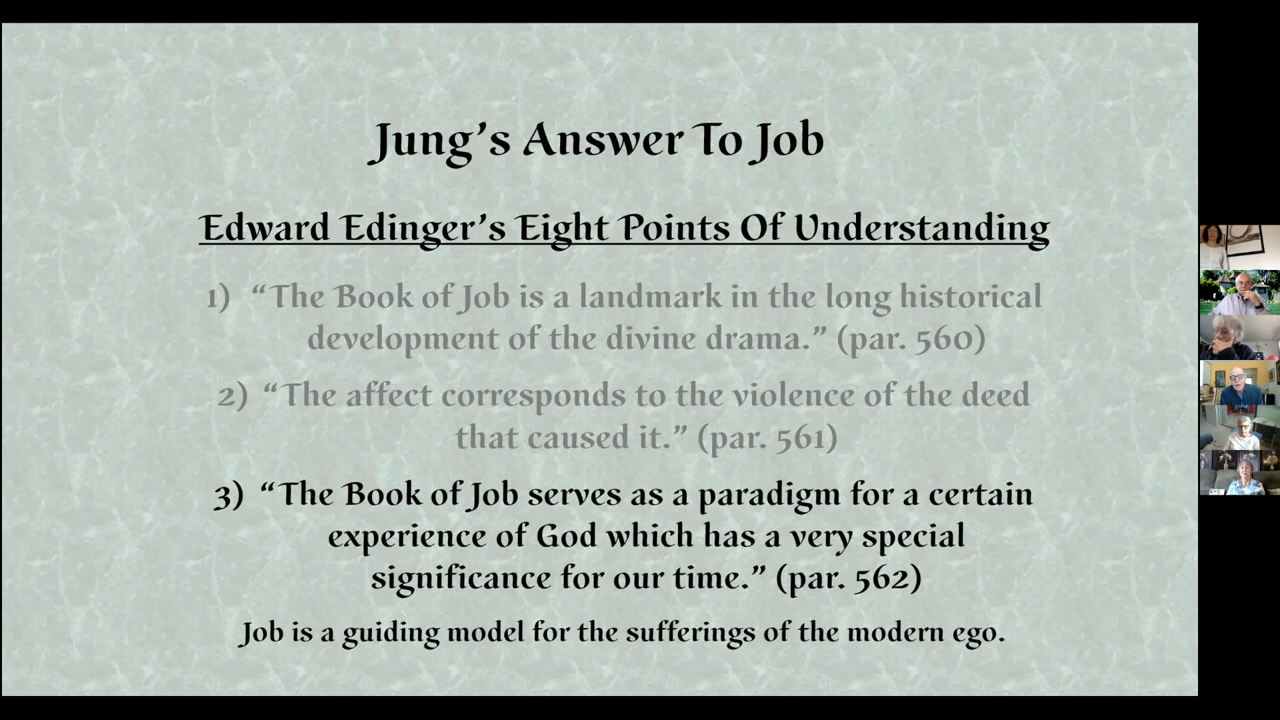 Jung’s Answer To Job
Edward Edinger’s Eight Points Of Understanding
1) “The Book of Job is a landmark in the long historical
development of the divine drama.” (par. 560)
2) “The affect corresponds to the violence of the deed
that caused it.” (par. 561)
3) “The Book of Job serves as a paradigm for a certain
experience of God which has a very special
significance for our time.” (par. 562)
Job is a guiding model for the sufferings of the modern ego.